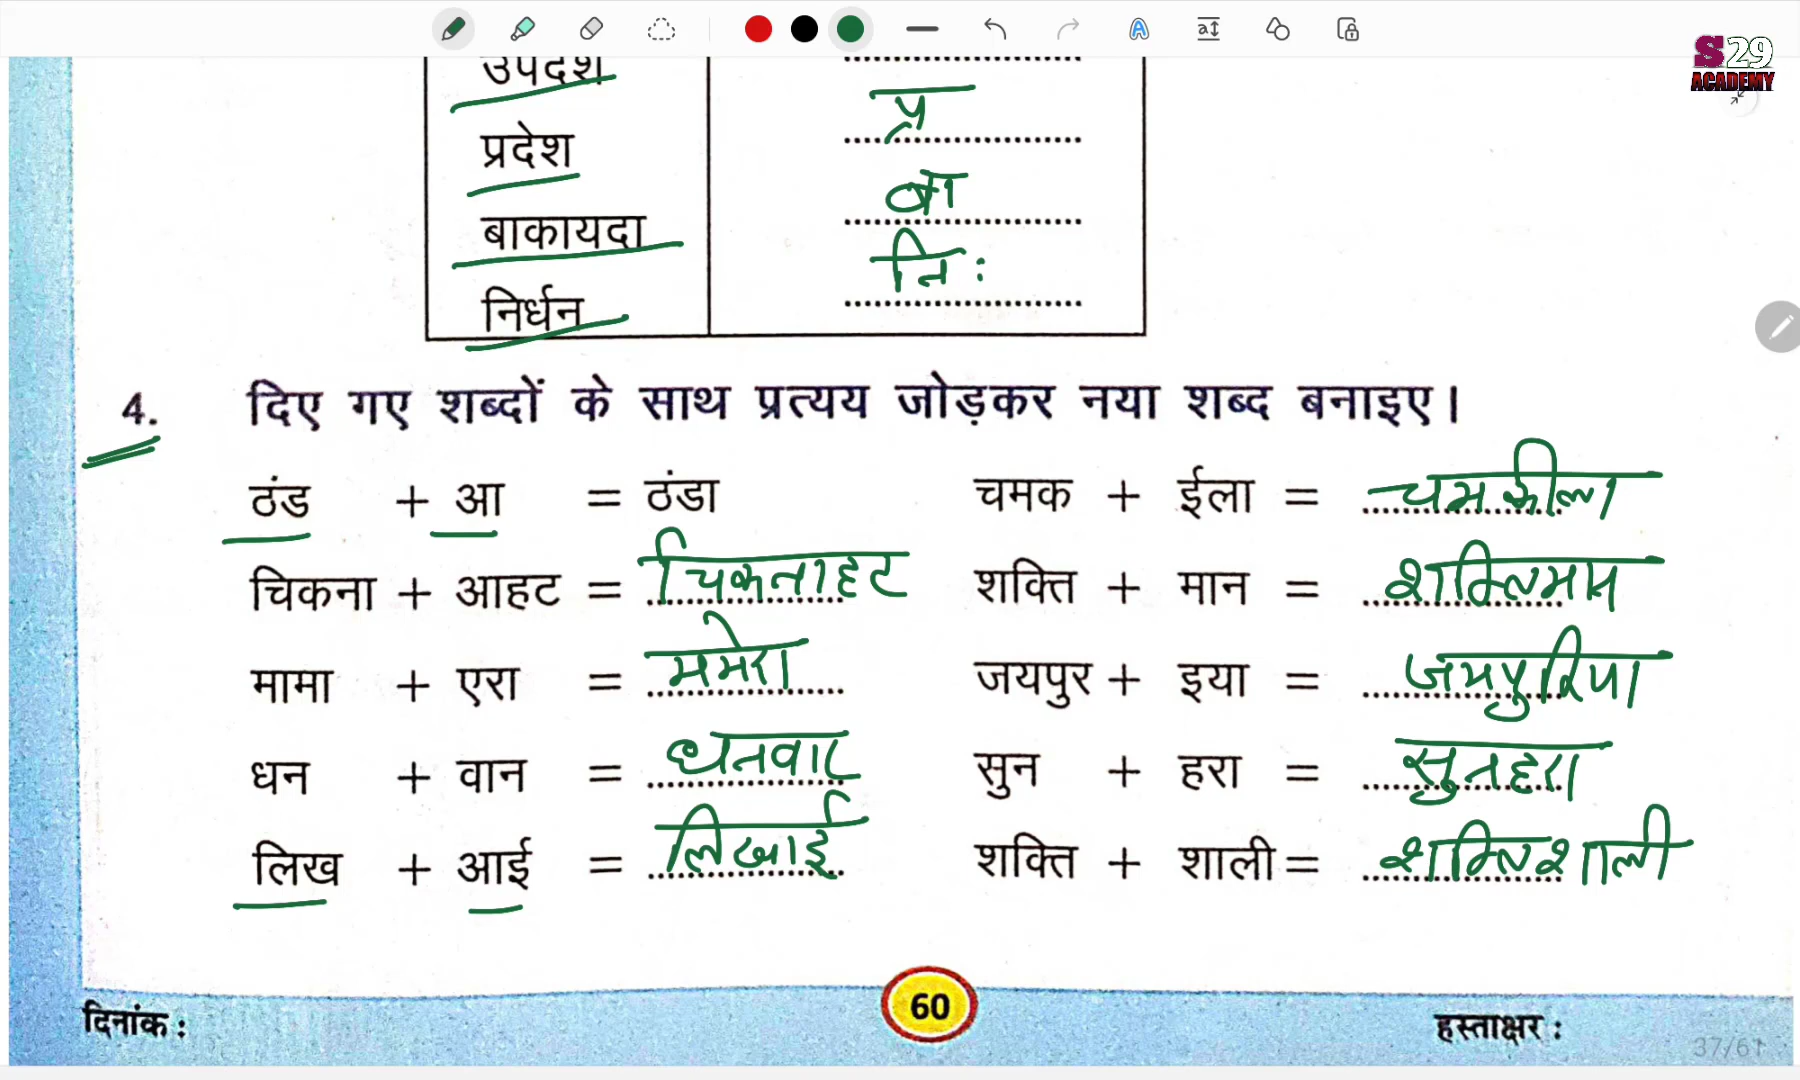 S29
ACADEMY
उपदेश
प्रदेश प्र
बाकायदा बा
निर्धन नि:
4. दिए गए शब्दों के साथ प्रत्यय जोड़कर नया शब्द बनाइए।
ठंड + आ = ठंडा चमक + ईला = चमकीला
चिकना + आहट = चिकनाहट शक्ति + मान = शक्तिमान
मामा + एरा = ममेरा जयपुर + इया = जयपुरिया
धन + वान = धनवान सुन + हरा = सुनहरा
लिख + आई = लिखाई शक्ति + शाली = शक्तिशाली
60
दिनांक : हस्ताक्षर :
37/61